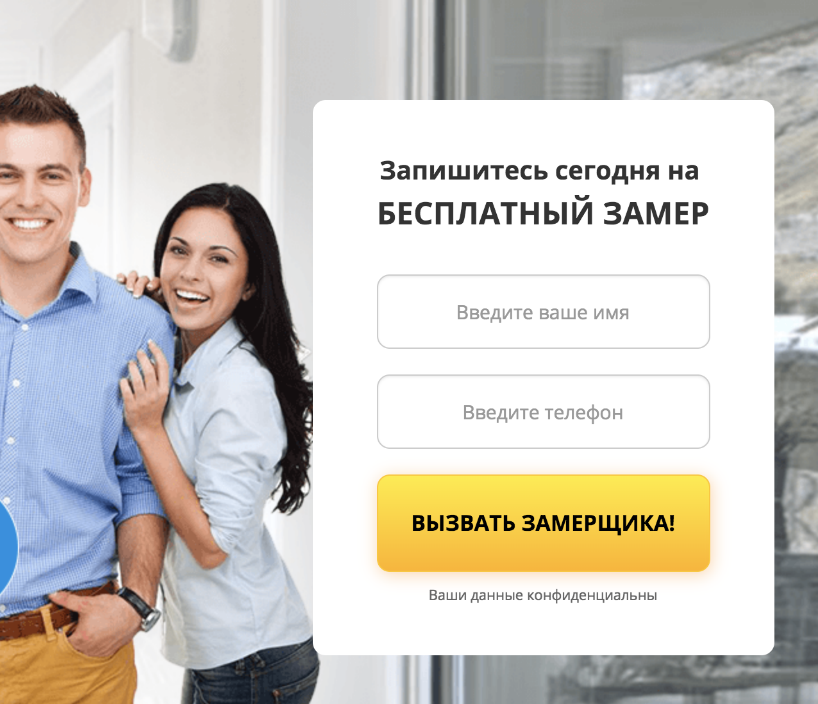 Запишитесь сегодня на
БЕСПЛАТНЫЙ ЗАМЕР
Введите ваше имя
Введите телефон
ВЫЗВАТЬ ЗАМЕРЩИКА!
Ваши данные конфиденциальны